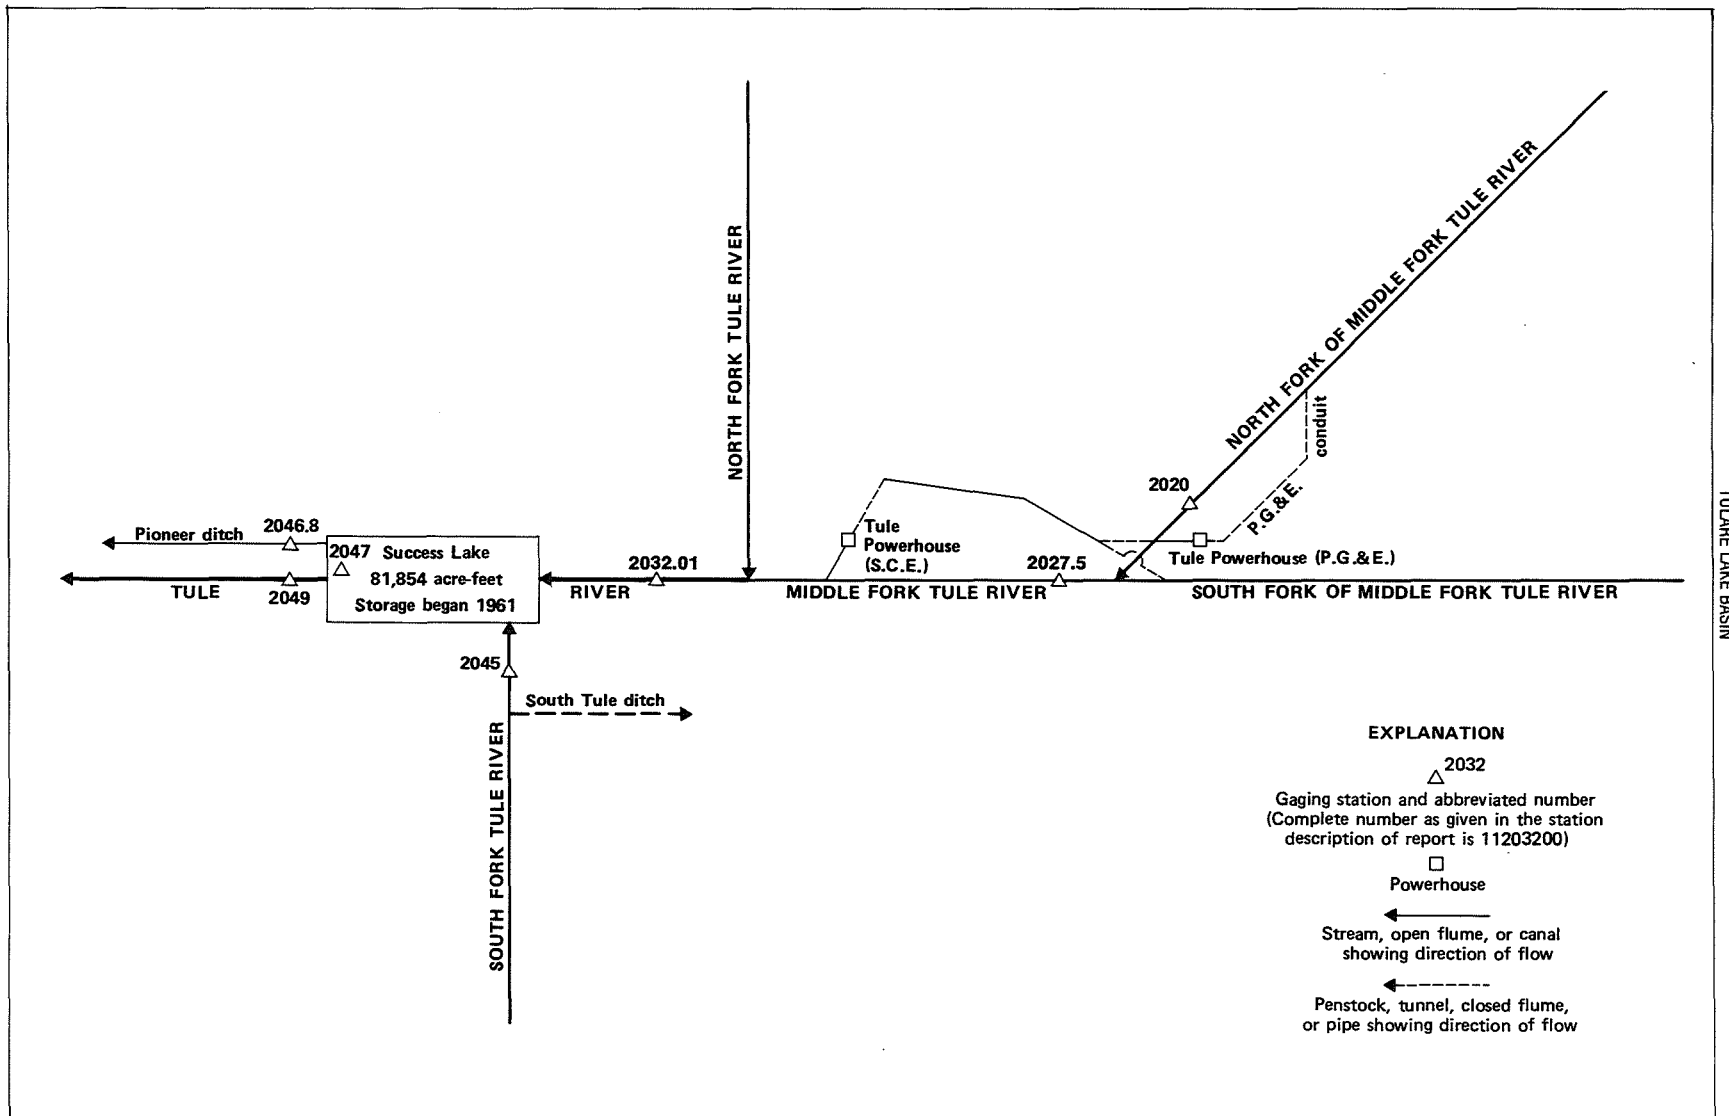 NORTH FORK TULE RIVER
NORTH FORK OF MIDDLE FORK TULE RIVER
conduit
P.G.&E.
2020
Tule Powerhouse (P.G.&E.)
Tule
Powerhouse
(S.C.E.)
2027.5
2032.01
MIDDLE FORK TULE RIVER
SOUTH FORK OF MIDDLE FORK TULE RIVER
Pioneer ditch
2046.8
2047 Success Lake
81,854 acre-feet
Storage began 1961
TULE
2049
RIVER
2045
South Tule ditch
SOUTH FORK TULE RIVER
TULARE LAKE BASIN
EXPLANATION
2032
Gaging station and abbreviated number
(Complete number as given in the station
description of report is 11203200)
Powerhouse
Stream, open flume, or canal
showing direction of flow
Penstock, tunnel, closed flume,
or pipe showing direction of flow